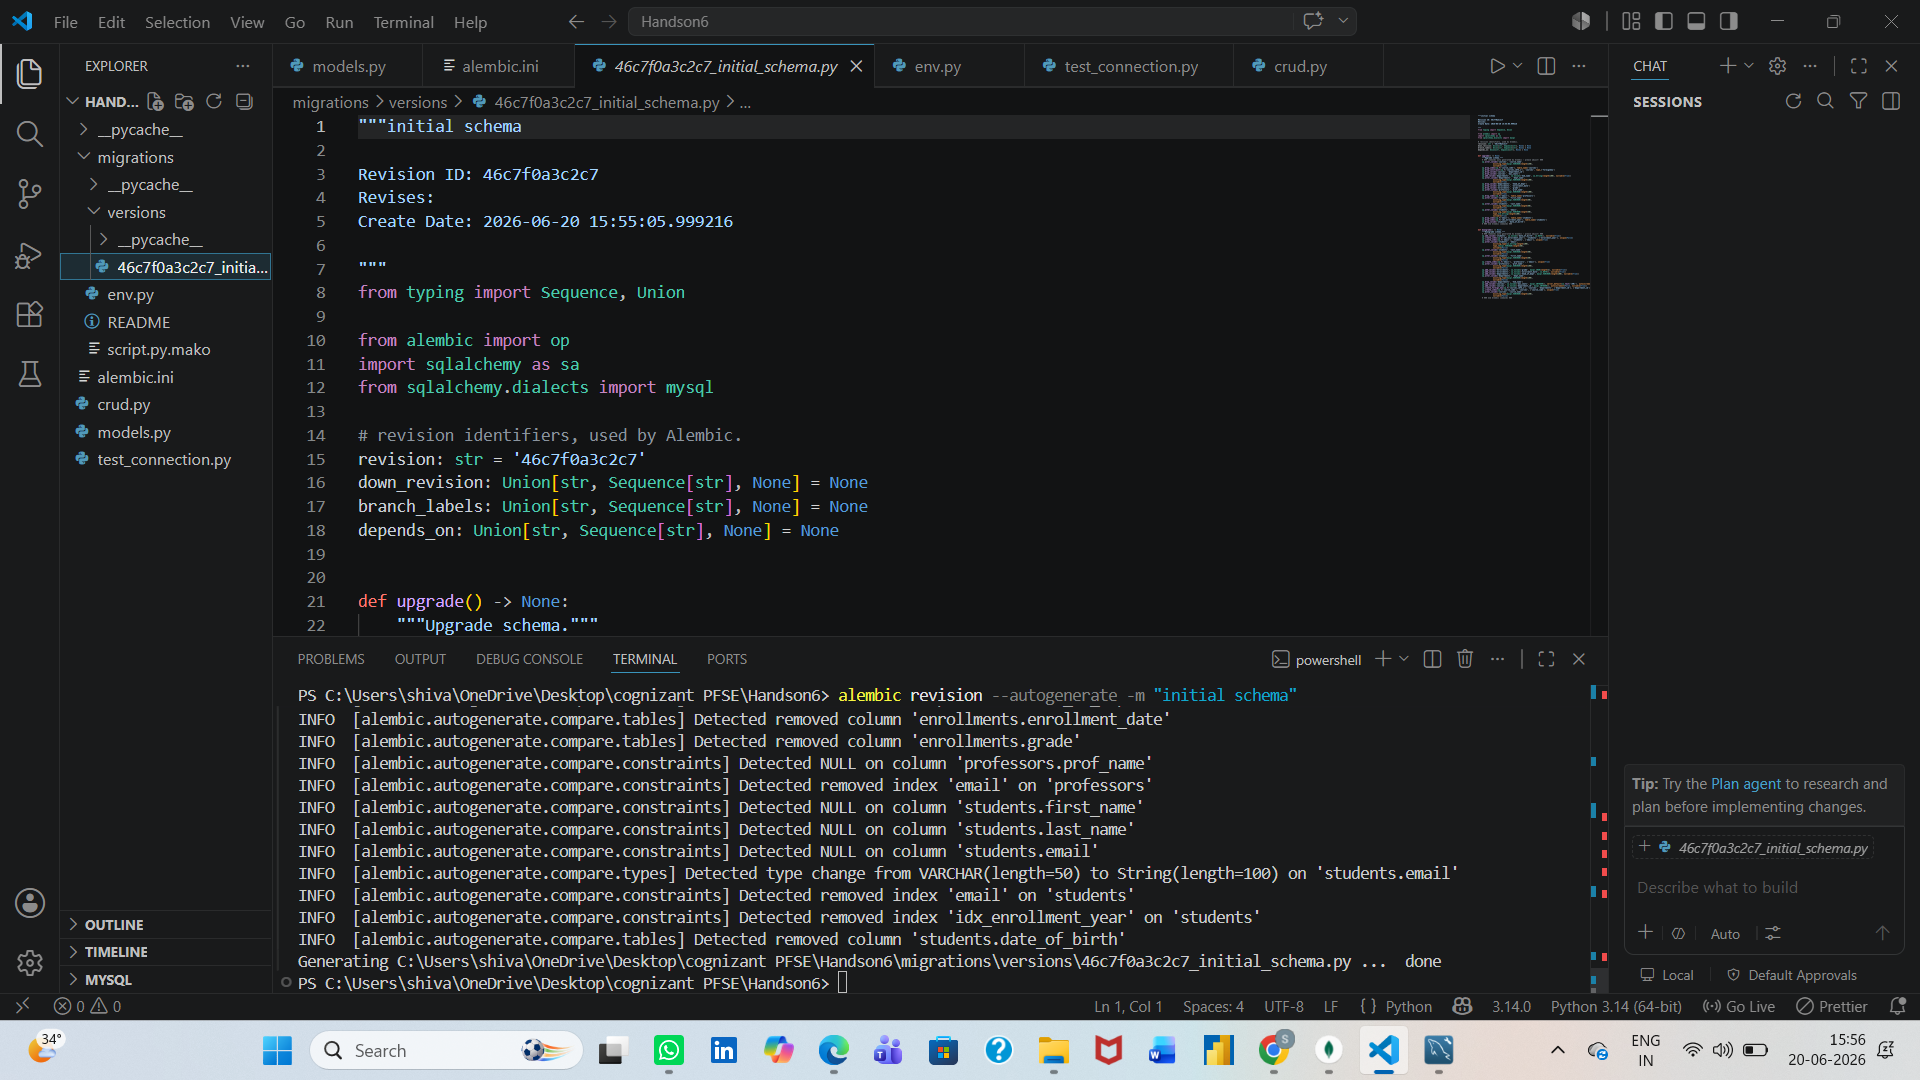 File Edit Selection View Go Run Terminal Help
Handson6
EXPLORER
HAND...
__pycache__
migrations
__pycache__
versions
__pycache__
46c7f0a3c2c7_initia...
env.py
README
script.py.mako
alembic.ini
crud.py
models.py
test_connection.py
OUTLINE
TIMELINE
MYSQL
models.py
alembic.ini
46c7f0a3c2c7_initial_schema.py
env.py
test_connection.py
crud.py
migrations > versions > 46c7f0a3c2c7_initial_schema.py > ...
1 """initial schema
2
3 Revision ID: 46c7f0a3c2c7
4 Revises:
5 Create Date: 2026-06-20 15:55:05.999216
6
7 """
8 from typing import Sequence, Union
9
10 from alembic import op
11 import sqlalchemy as sa
12 from sqlalchemy.dialects import mysql
13
14 # revision identifiers, used by Alembic.
15 revision: str = '46c7f0a3c2c7'
16 down_revision: Union[str, Sequence[str], None] = None
17 branch_labels: Union[str, Sequence[str], None] = None
18 depends_on: Union[str, Sequence[str], None] = None
19
20
21 def upgrade() -> None:
22 """Upgrade schema."""
PROBLEMS OUTPUT DEBUG CONSOLE TERMINAL PORTS
powershell
PS C:\Users\shiva\OneDrive\Desktop\cognizant PFSE\Handson6> alembic revision --autogenerate -m "initial schema"
INFO [alembic.autogenerate.compare.tables] Detected removed column 'enrollments.enrollment_date'
INFO [alembic.autogenerate.compare.tables] Detected removed column 'enrollments.grade'
INFO [alembic.autogenerate.compare.constraints] Detected NULL on column 'professors.prof_name'
INFO [alembic.autogenerate.compare.constraints] Detected removed index 'email' on 'professors'
INFO [alembic.autogenerate.compare.constraints] Detected NULL on column 'students.first_name'
INFO [alembic.autogenerate.compare.constraints] Detected NULL on column 'students.last_name'
INFO [alembic.autogenerate.compare.constraints] Detected NULL on column 'students.email'
INFO [alembic.autogenerate.compare.types] Detected type change from VARCHAR(length=50) to String(length=100) on 'students.email'
INFO [alembic.autogenerate.compare.constraints] Detected removed index 'email' on 'students'
INFO [alembic.autogenerate.compare.constraints] Detected removed index 'idx_enrollment_year' on 'students'
INFO [alembic.autogenerate.compare.tables] Detected removed column 'students.date_of_birth'
Generating C:\Users\shiva\OneDrive\Desktop\cognizant PFSE\Handson6\migrations\versions\46c7f0a3c2c7_initial_schema.py ... done
PS C:\Users\shiva\OneDrive\Desktop\cognizant PFSE\Handson6>
CHAT
SESSIONS
Tip: Try the Plan agent to research and
plan before implementing changes.
46c7f0a3c2c7_initial_schema.py
Describe what to build
Auto
Local Default Approvals
0 0
Ln 1, Col 1 Spaces: 4 UTF-8 LF { } Python 3.14.0 Python 3.14 (64-bit) Go Live Prettier
34°
Search
S
T
W
ENG
IN
15:56
20-06-2026